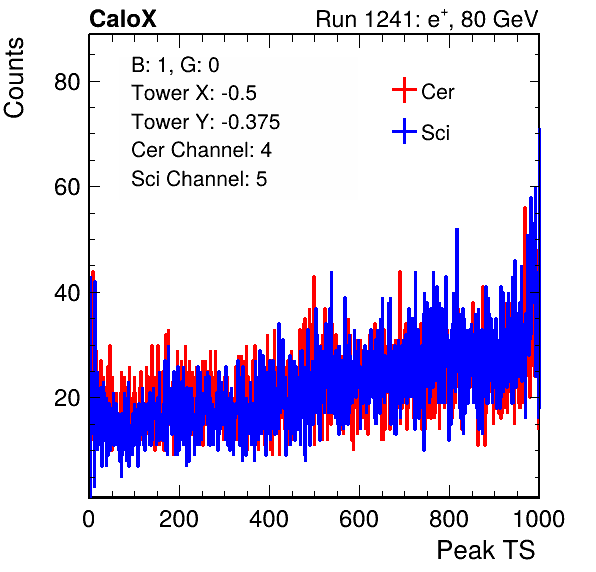 CaloX Run 1241: e⁺, 80 GeV
B: 1, G: 0
Tower X: -0.5
Tower Y: -0.375
Cer Channel: 4
Sci Channel: 5
Cer
Sci
Counts
80
60
40
20
0 200 400 600 800 1000
Peak TS